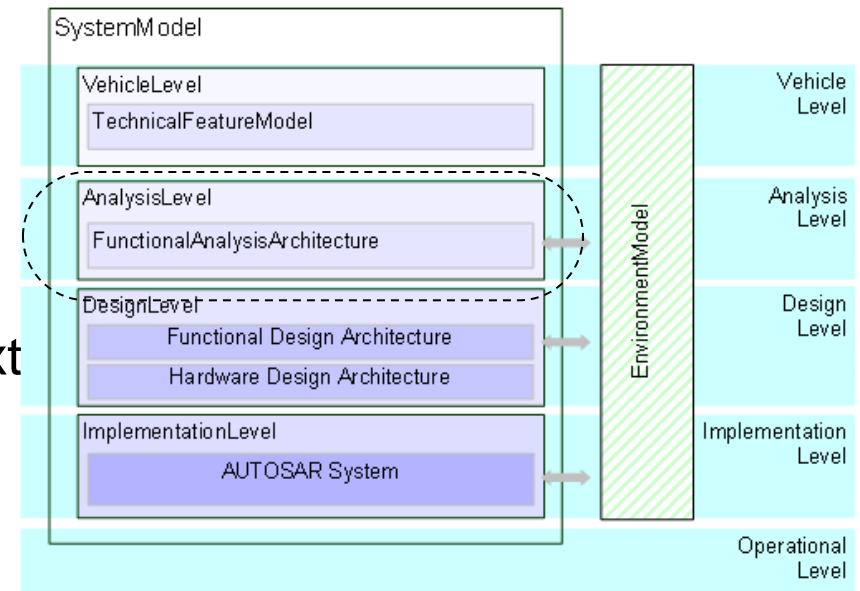 SystemModel
VehicleLevel
TechnicalFeatureModel
AnalysisLevel
FunctionalAnalysisArchitecture
DesignLevel
Functional Design Architecture
Hardware Design Architecture
ImplementationLevel
AUTOSAR System
EnvironmentModel
Vehicle
Level
Analysis
Level
Design
Level
Implementation
Level
Operational
Level
xt